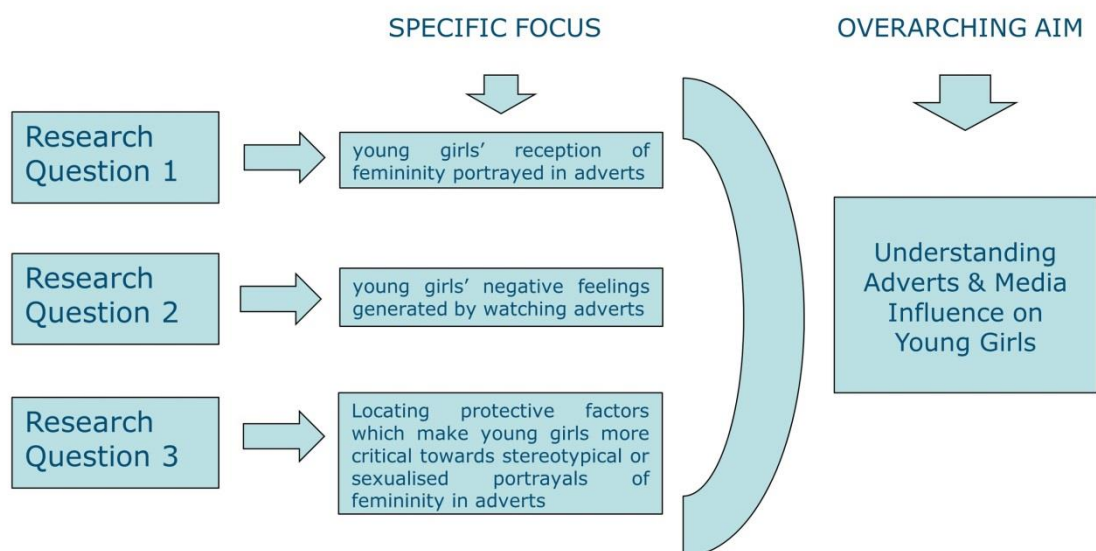 SPECIFIC FOCUS
OVERARCHING AIM
Research
Question 1
young girls’ reception of
femininity portrayed in adverts
Research
Question 2
young girls’ negative feelings
generated by watching adverts
Research
Question 3
Locating protective factors
which make young girls more
critical towards stereotypical or
sexualised portrayals of
femininity in adverts
Understanding
Adverts & Media
Influence on
Young Girls